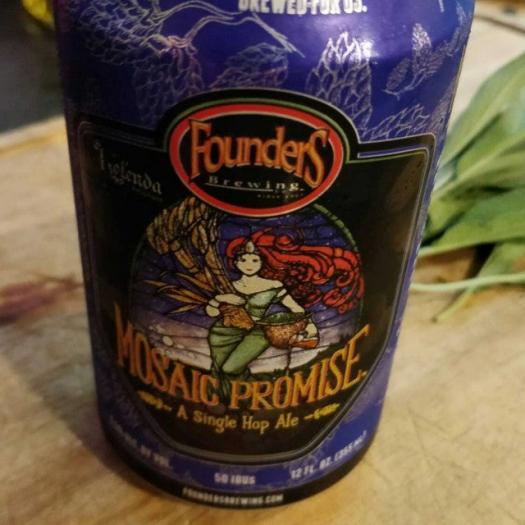 BREWED FOR US.
Founders
Brewing.
MOSAIC PROMISE
A Single Hop Ale
50 IBUs
12 FL. OZ. (355 mL)
FOUNDERSBREWING.COM